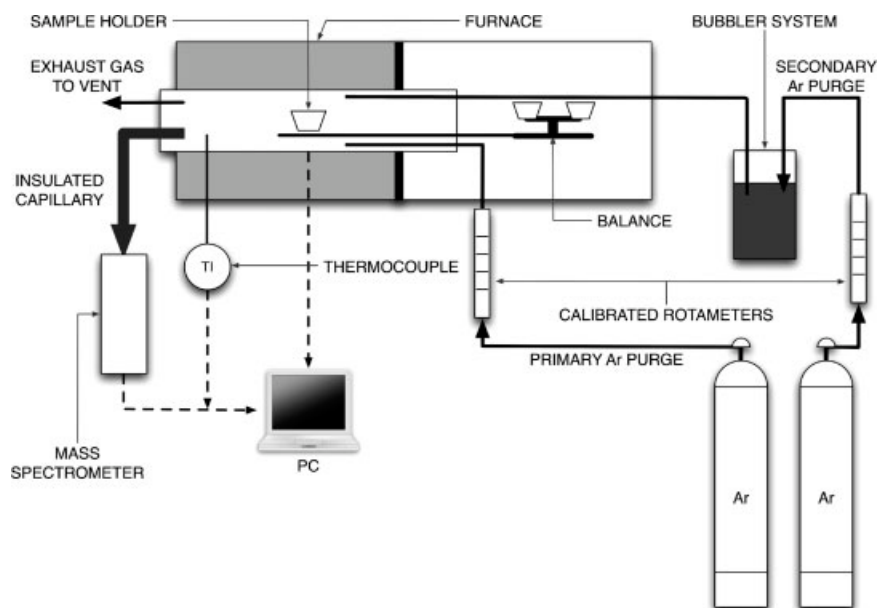 SAMPLE HOLDER
FURNACE
BUBBLER SYSTEM
EXHAUST GAS
TO VENT
SECONDARY
Ar PURGE
INSULATED
CAPILLARY
BALANCE
TI
THERMOCOUPLE
CALIBRATED ROTAMETERS
PRIMARY Ar PURGE
MASS
SPECTROMETER
PC
Ar
Ar